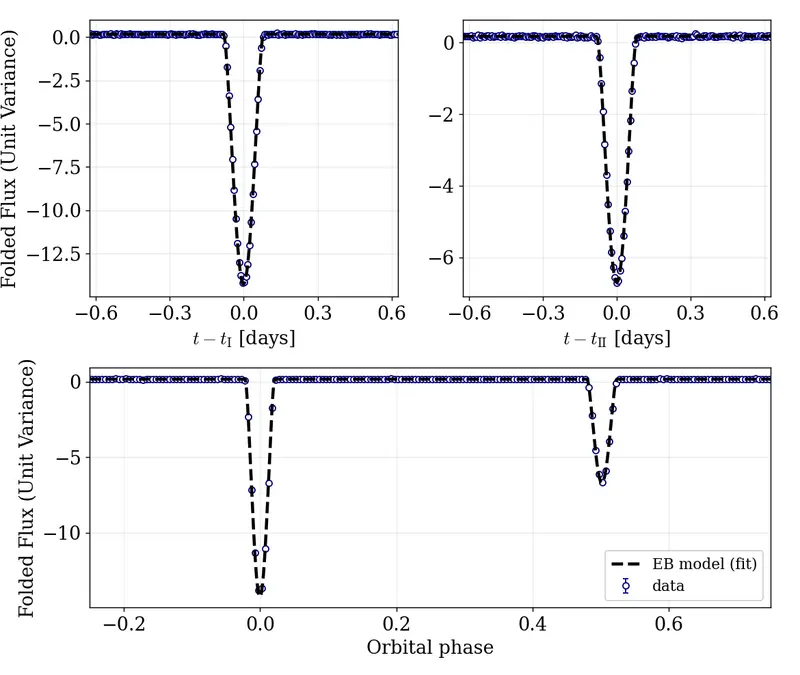 Folded Flux (Unit Variance)
0.0
−2.5
−5.0
−7.5
−10.0
−12.5
−0.6 −0.3 0.0 0.3 0.6
t − tI [days]
0
−2
−4
−6
−0.6 −0.3 0.0 0.3 0.6
t − tII [days]
Folded Flux (Unit Variance)
0
−5
−10
EB model (fit)
data
−0.2 0.0 0.2 0.4 0.6
Orbital phase